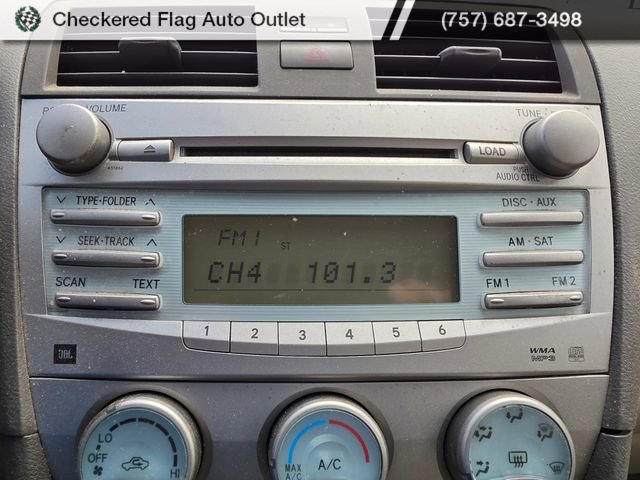 Checkered Flag Auto Outlet
(757) 687-3498
VOLUME
TUNE
LOAD
PUSH
AUDIO CTRL
TYPE·FOLDER
DISC·AUX
FM1
ST
SEEK·TRACK
AM·SAT
CH4 101.3
SCAN TEXT
FM1 FM2
1 2 3 4 5 6
JBL
WMA
MP3
LO
OFF
HI
MAX
A/C
A/C